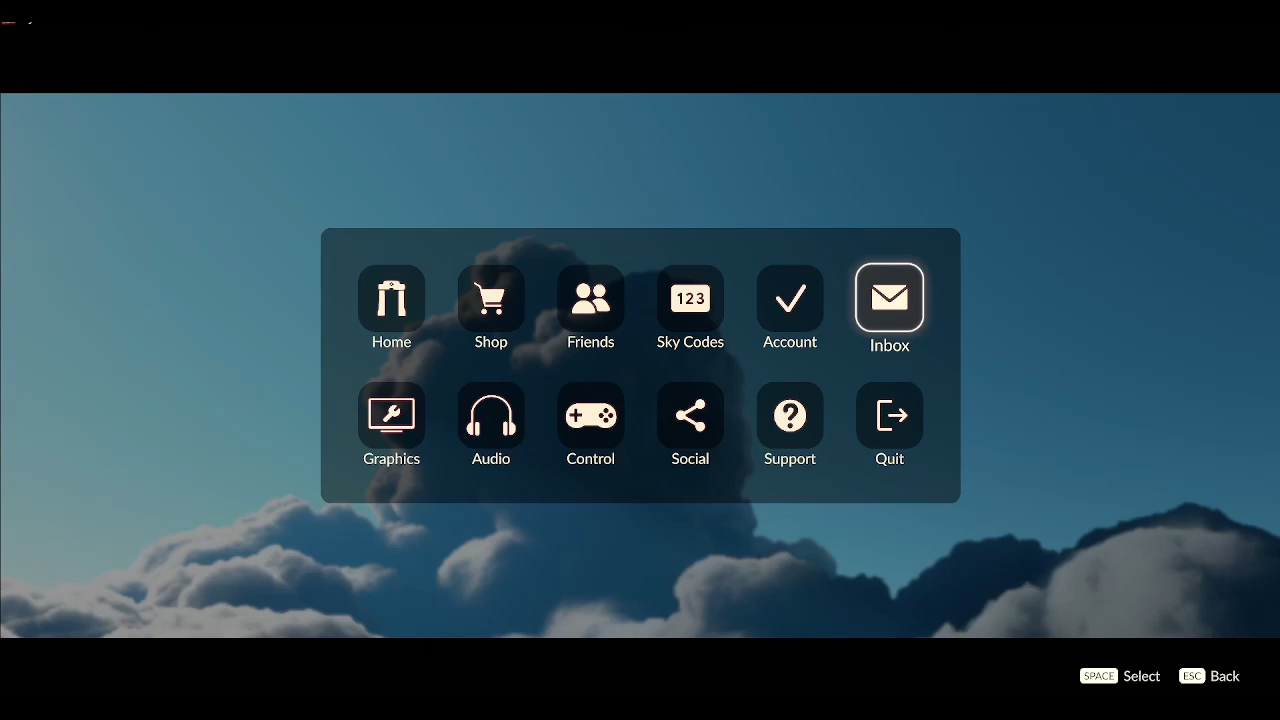 Home Shop Friends Sky Codes Account Inbox
123
Graphics Audio Control Social Support Quit
SPACE Select ESC Back